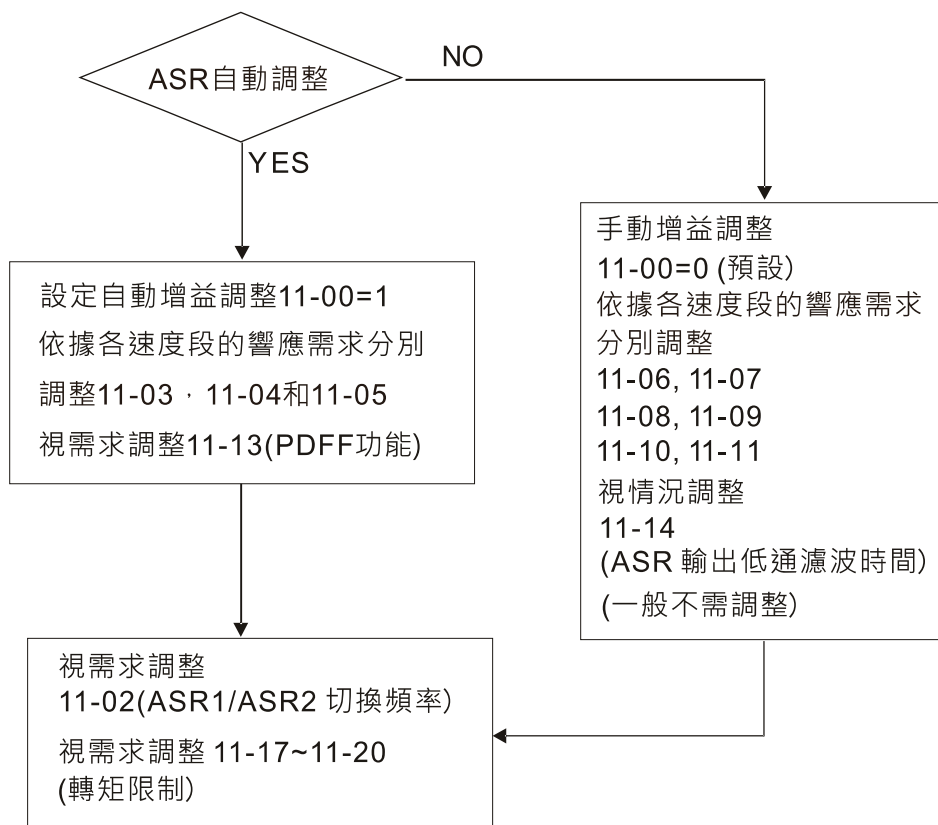 ASR自動調整
NO
YES
設定自動增益調整11-00=1
依據各速度段的響應需求分別
調整11-03，11-04和11-05
視需求調整11-13(PDFF功能)
手動增益調整
11-00=0 (預設)
依據各速度段的響應需求
分別調整
11-06, 11-07
11-08, 11-09
11-10, 11-11
視情況調整
11-14
(ASR 輸出低通濾波時間)
(一般不需調整)
視需求調整
11-02(ASR1/ASR2 切換頻率)
視需求調整 11-17~11-20
(轉矩限制)